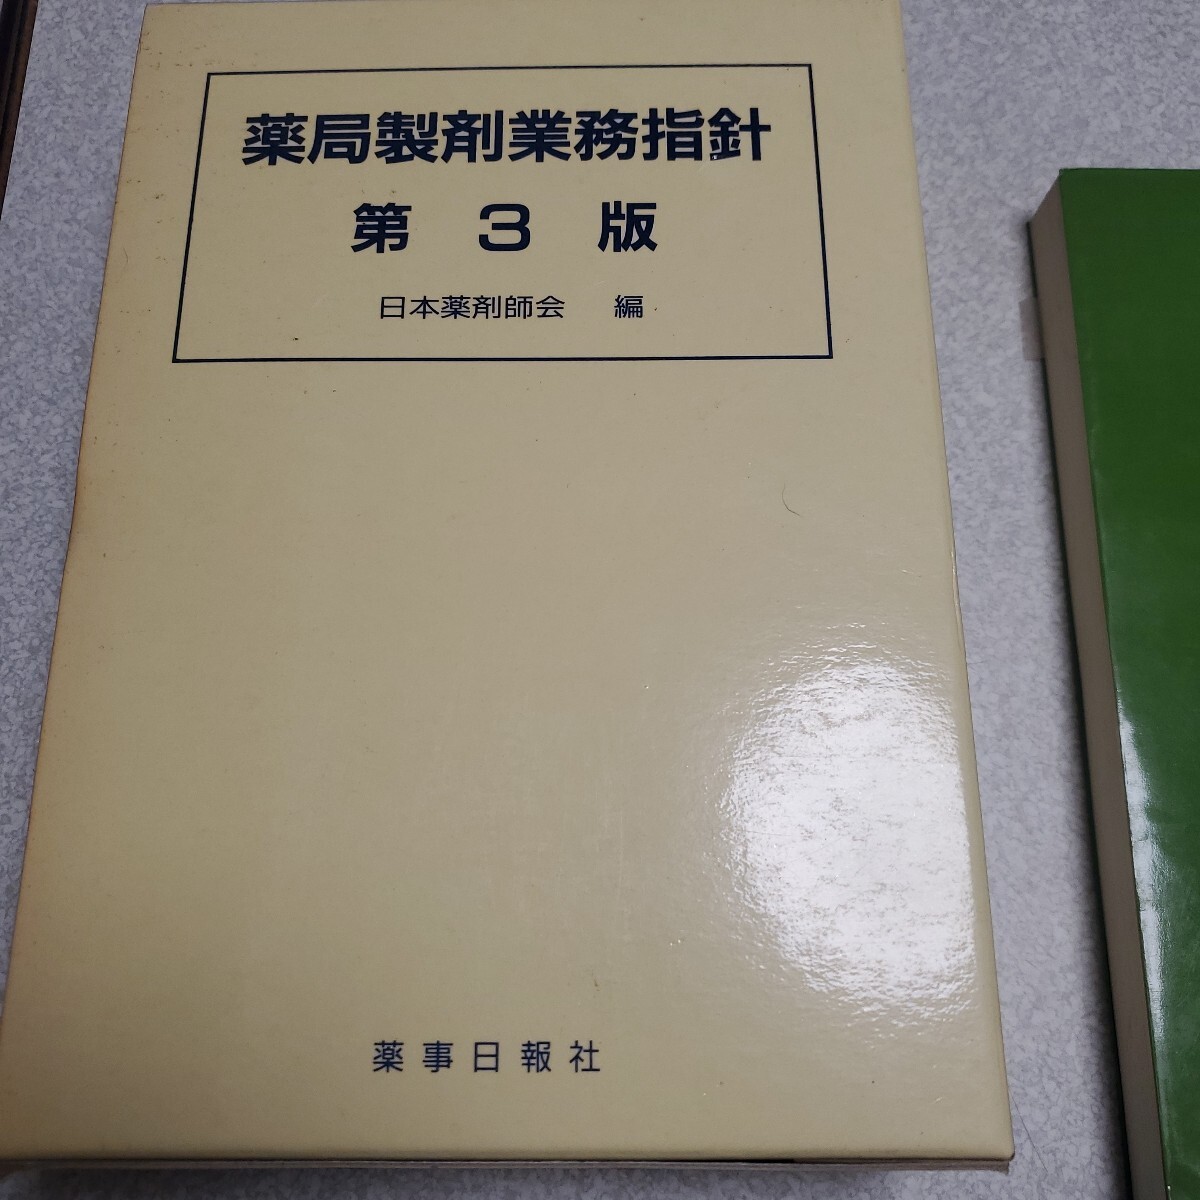 薬局製剤業務指針
第3版
日本薬剤師会 編
薬事日報社